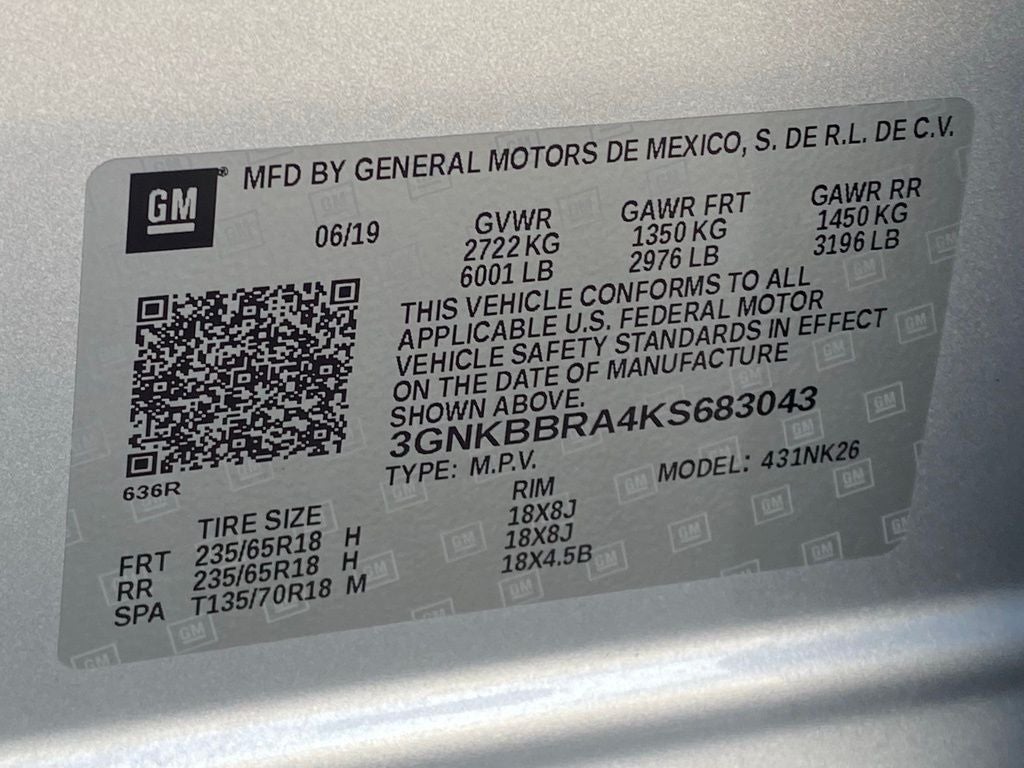 GM® MFD BY GENERAL MOTORS DE MEXICO, S. DE R.L. DE C.V.
06/19 GVWR GAWR FRT GAWR RR
2722 KG 1350 KG 1450 KG
6001 LB 2976 LB 3196 LB
THIS VEHICLE CONFORMS TO ALL
APPLICABLE U.S. FEDERAL MOTOR
VEHICLE SAFETY STANDARDS IN EFFECT
ON THE DATE OF MANUFACTURE
SHOWN ABOVE.
3GNKBBRA4KS683043
TYPE: M.P.V. MODEL: 431NK26
636R
TIRE SIZE RIM
FRT 235/65R18 H 18X8J
RR 235/65R18 H 18X8J
SPA T135/70R18 M 18X4.5B